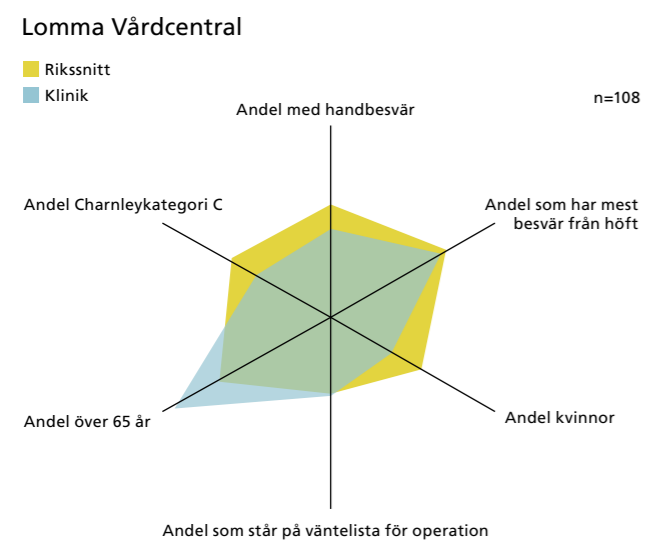 Lomma Vårdcentral
Rikssnitt
Klinik
n=108
Andel med handbesvär
Andel Charnleykategori C
Andel som har mest
besvär från höft
Andel över 65 år
Andel kvinnor
Andel som står på väntelista för operation